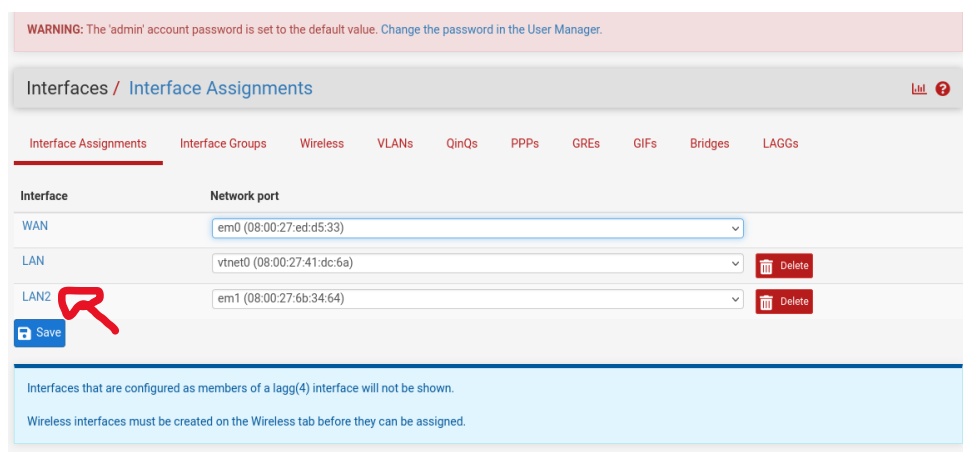 WARNING: The 'admin' account password is set to the default value. Change the password in the User Manager.
Interfaces / Interface Assignments
Interface Assignments Interface Groups Wireless VLANs QinQs PPPs GREs GIFs Bridges LAGGs
Interface Network port
WAN em0 (08:00:27:ed:d5:33)
LAN vtnet0 (08:00:27:41:dc:6a) Delete
LAN2 em1 (08:00:27:6b:34:64) Delete
Save
Interfaces that are configured as members of a lagg(4) interface will not be shown.
Wireless interfaces must be created on the Wireless tab before they can be assigned.